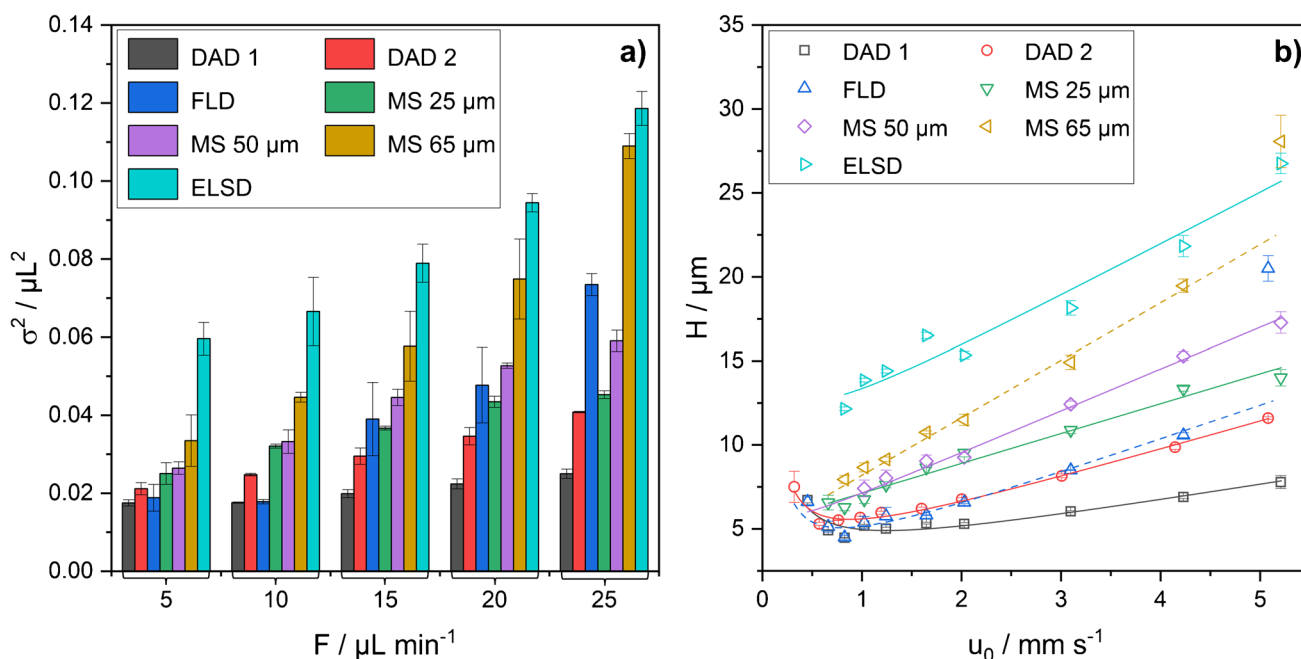 a)
DAD 1 DAD 2
FLD MS 25 µm
MS 50 µm MS 65 µm
ELSD
0.14
0.12
0.10
0.08
0.06
0.04
0.02
0.00
σ² / µL²
5 10 15 20 25
F / µL min⁻¹
b)
DAD 1 DAD 2
FLD MS 25 µm
MS 50 µm MS 65 µm
ELSD
35
30
25
20
15
10
5
H / µm
0 1 2 3 4 5
u₀ / mm s⁻¹